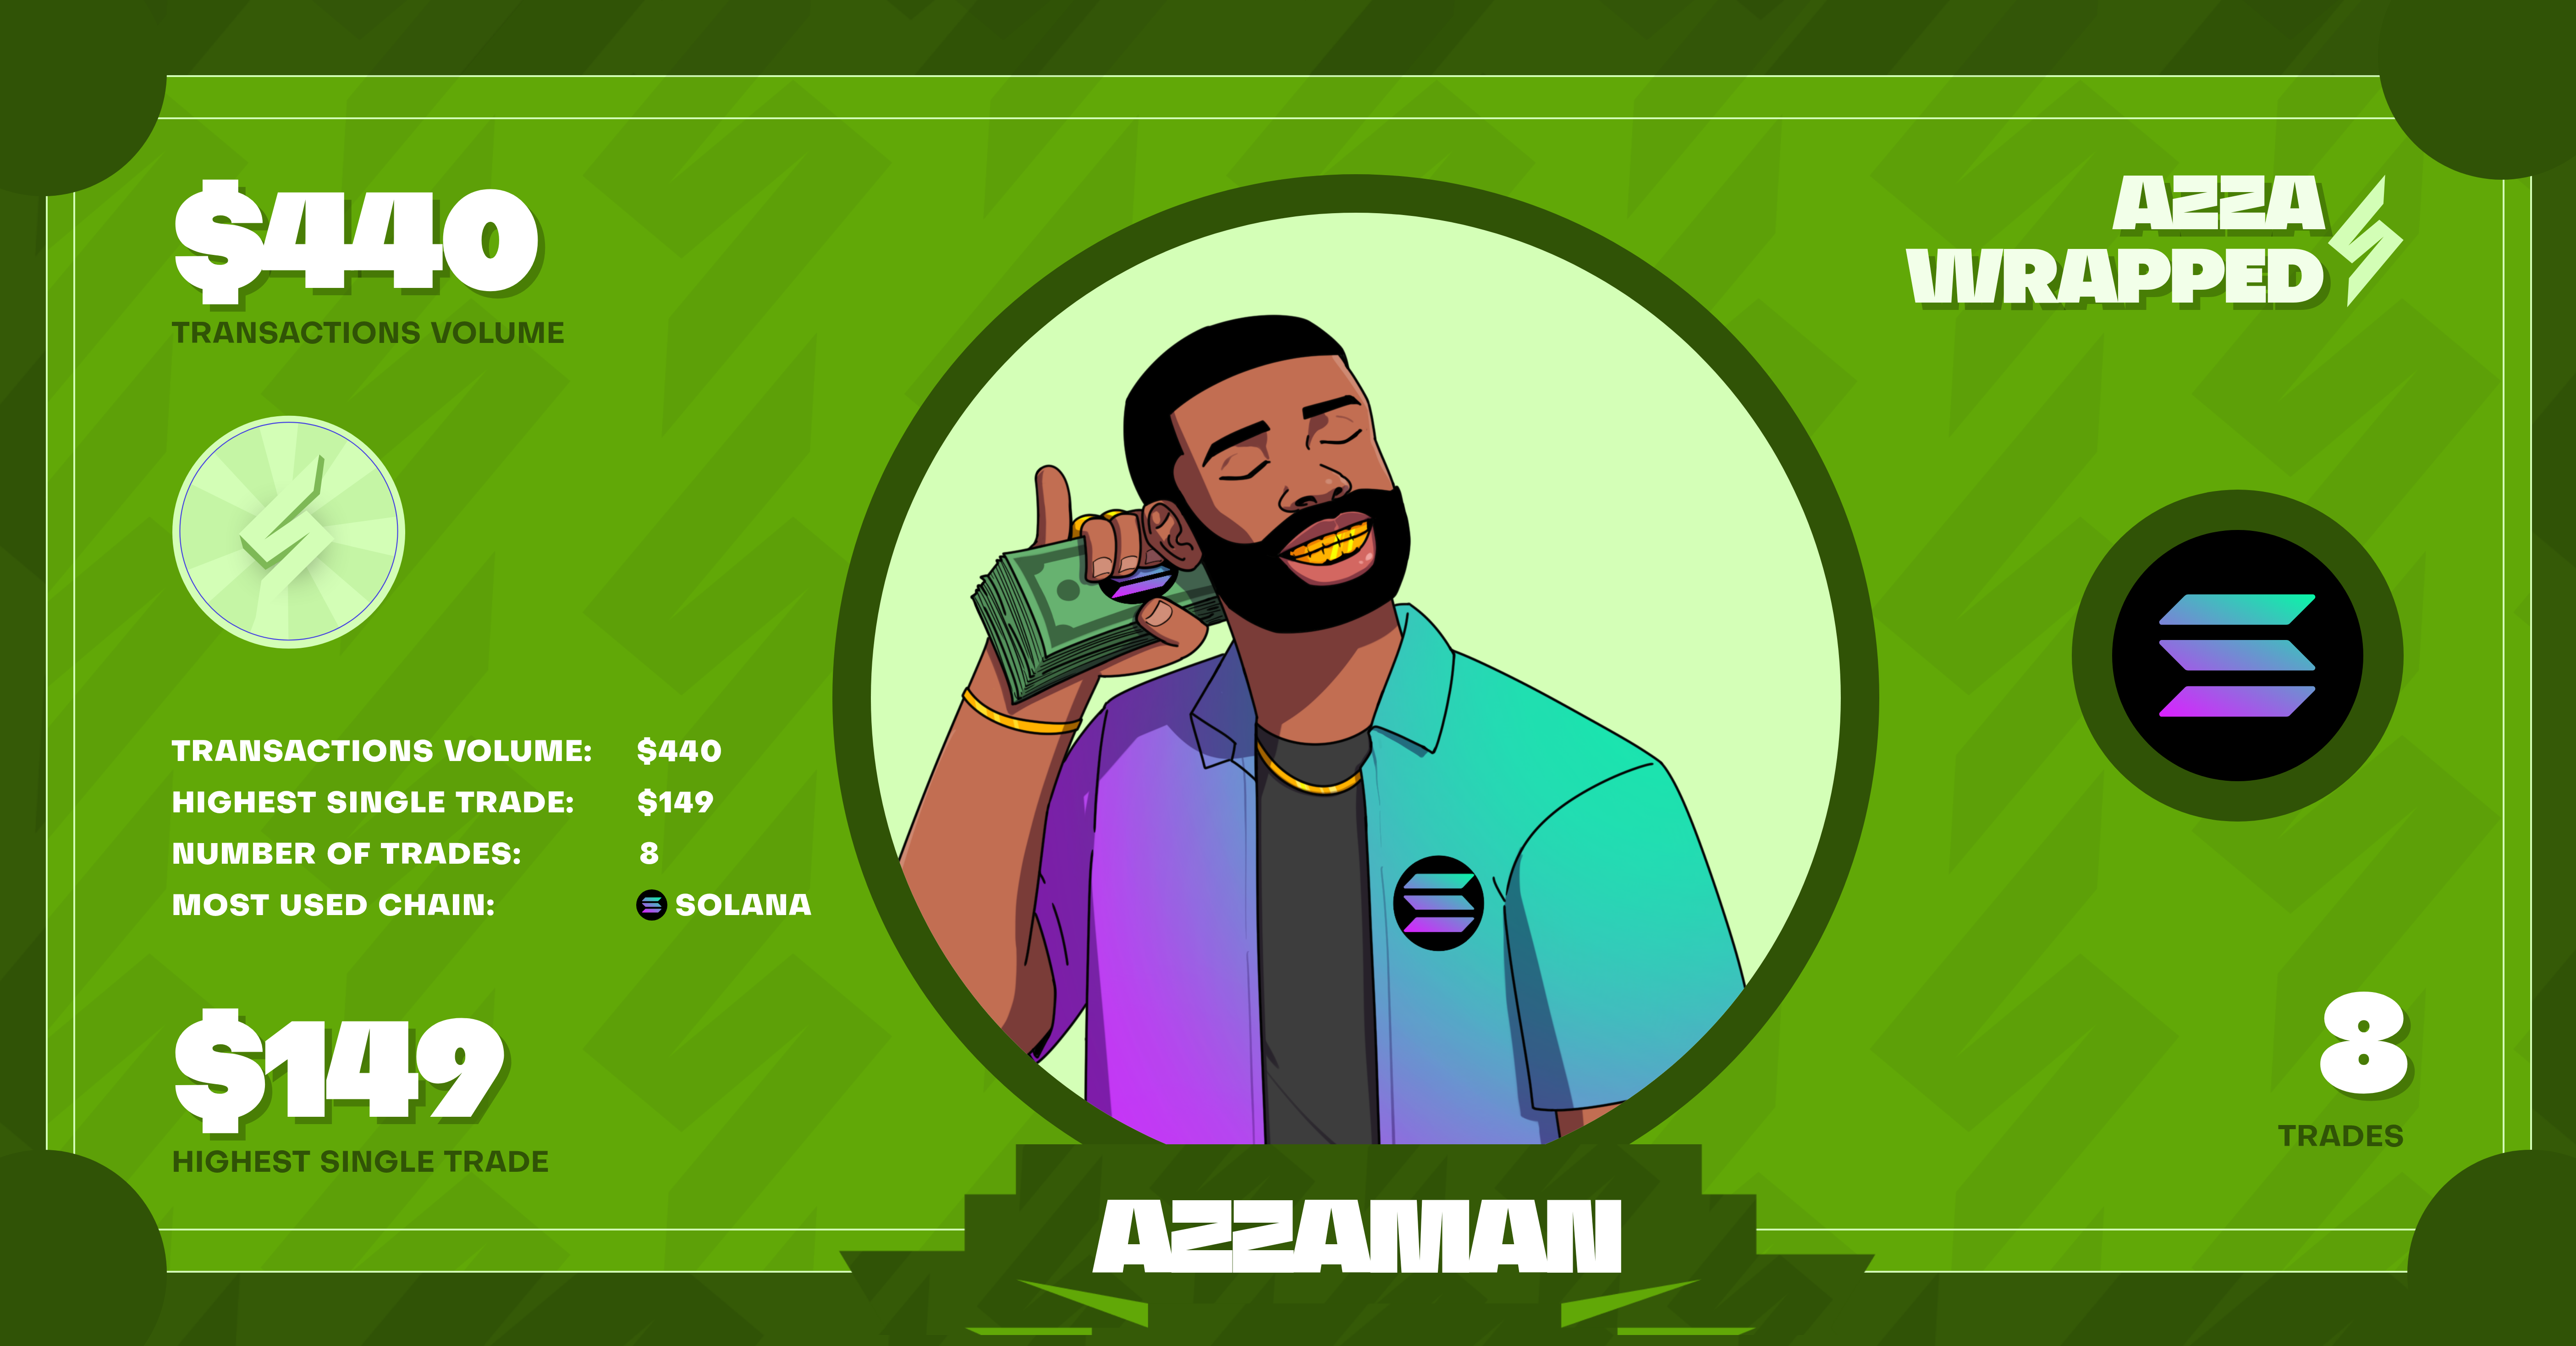 $440
TRANSACTIONS VOLUME
AZZA
WRAPPED
TRANSACTIONS VOLUME: $440
HIGHEST SINGLE TRADE: $149
NUMBER OF TRADES: 8
MOST USED CHAIN: SOLANA
$149
HIGHEST SINGLE TRADE
8
TRADES
AZZAMAN